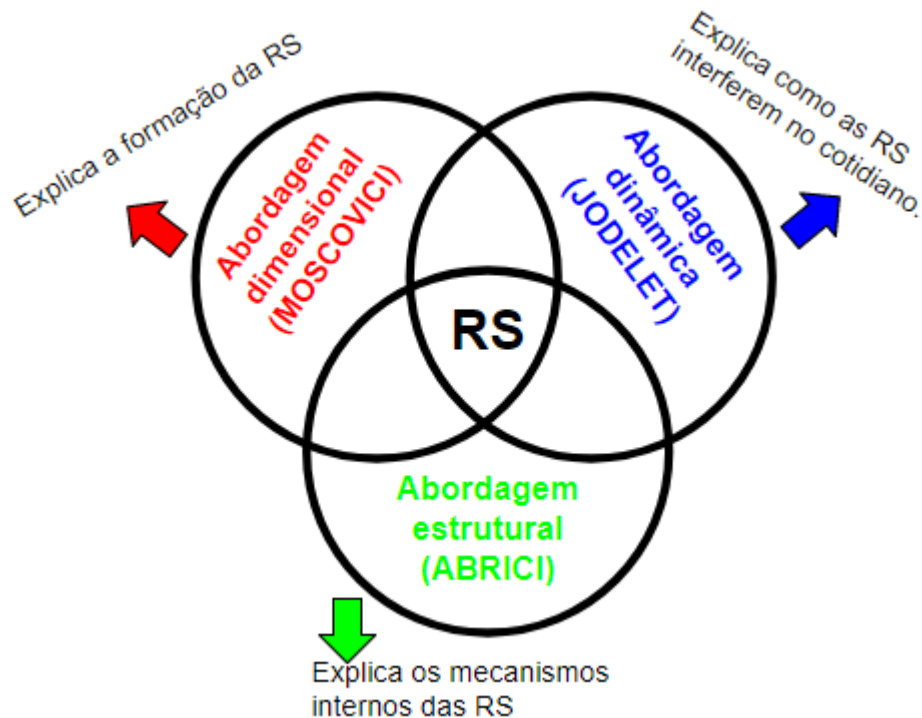 Explica a formação da RS
Abordagem
dimensional
(MOSCOVICI)
Explica como as RS
interferem no cotidiano.
Abordagem
dinâmica
(JODELET)
RS
Abordagem
estrutural
(ABRICI)
Explica os mecanismos
internos das RS